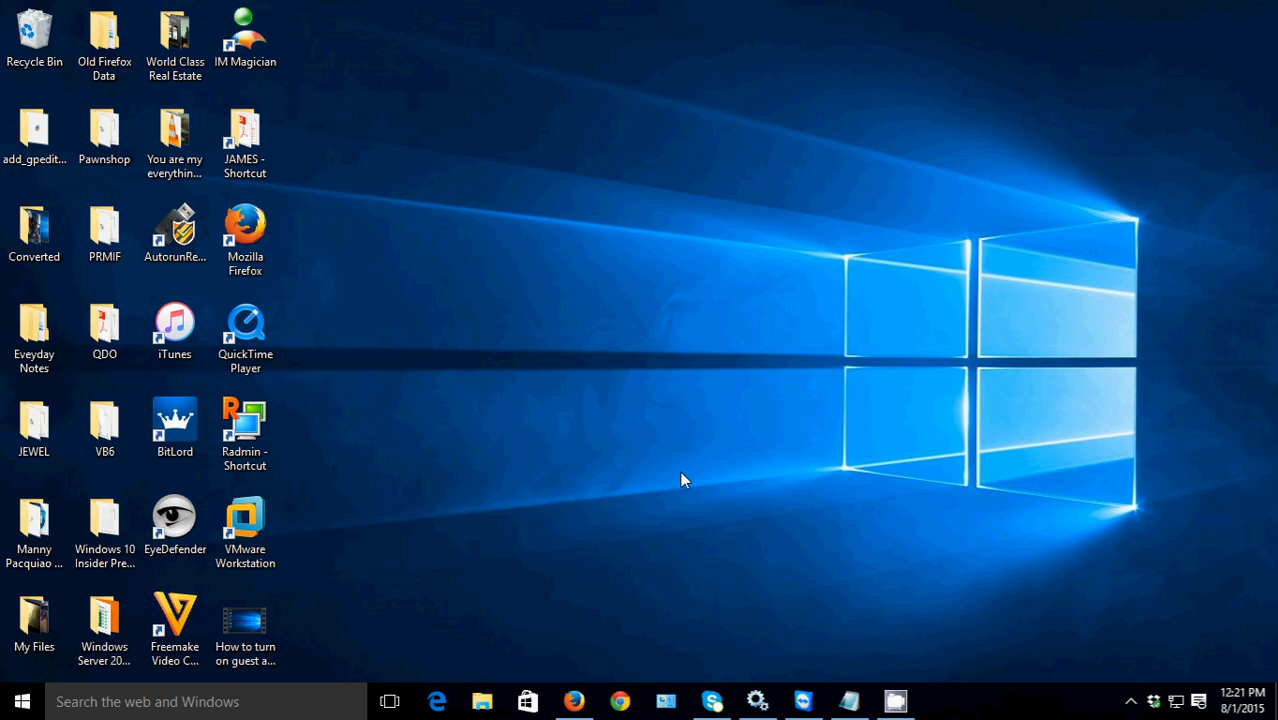 Recycle Bin
Old Firefox
Data
World Class
Real Estate
IM Magician
add_gpedit...
Pawnshop
You are my
everythin...
JAMES -
Shortcut
Converted
PRMIF
AutorunRe...
Mozilla
Firefox
Eveyday
Notes
QDO
iTunes
QuickTime
Player
JEWEL
VB6
BitLord
Radmin -
Shortcut
Manny
Pacquiao ...
Windows 10
Insider Pre...
EyeDefender
VMware
Workstation
My Files
Windows
Server 20...
Freemake
Video C...
How to turn
on guest a...
Search the web and Windows
12:21 PM
8/1/2015